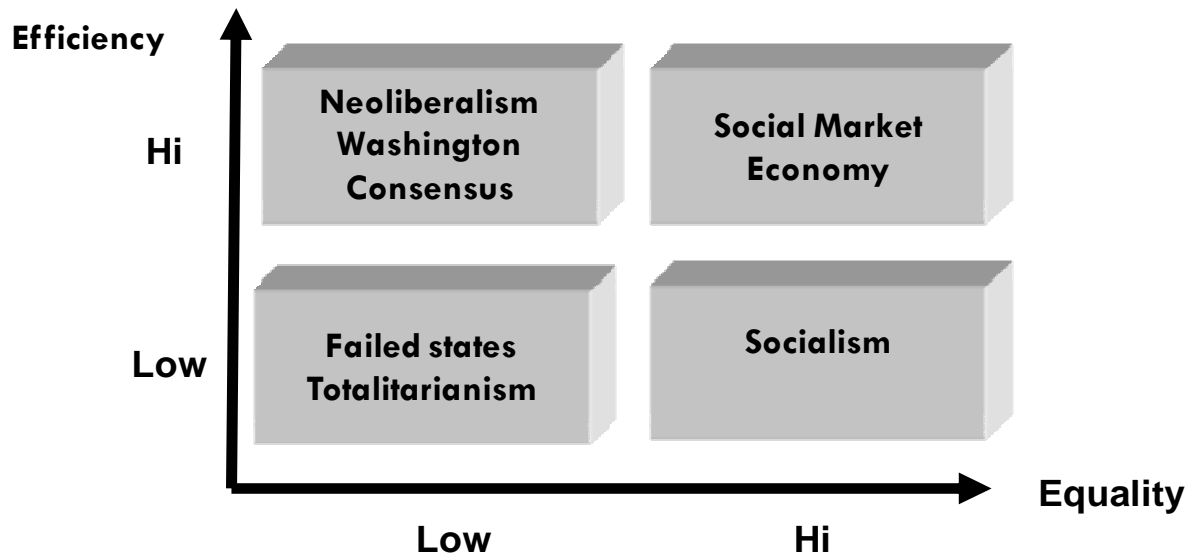 Efficiency
Hi
Neoliberalism
Washington
Consensus
Social Market
Economy
Low
Failed states
Totalitarianism
Socialism
Equality
Low
Hi